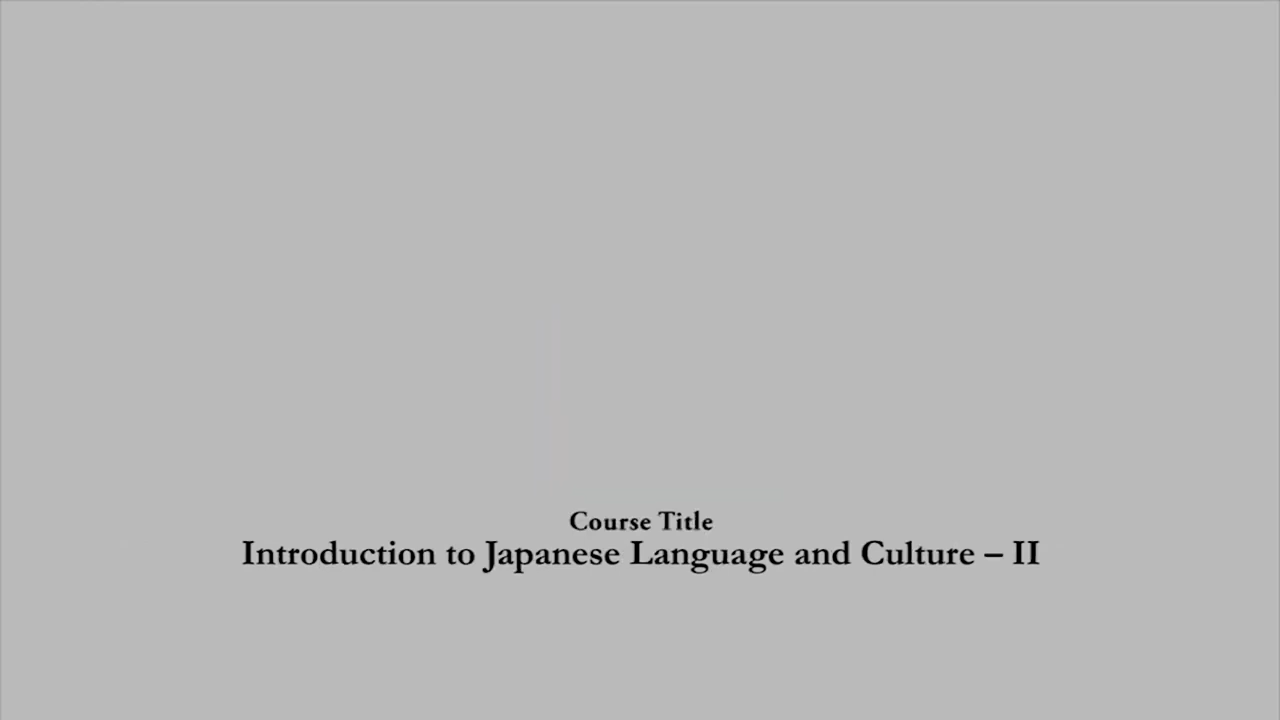 Course Title
Introduction to Japanese Language and Culture – II